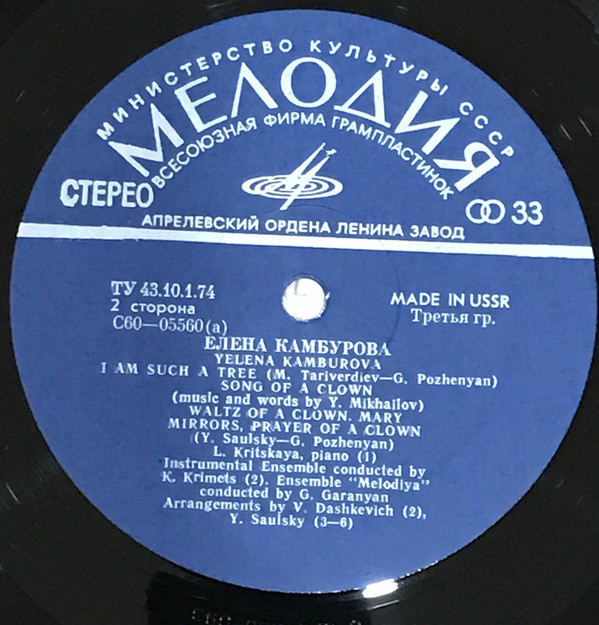 МИНИСТЕРСТВО КУЛЬТУРЫ СССР
МЕЛОДИЯ
ВСЕСОЮЗНАЯ ФИРМА ГРАМПЛАСТИНОК
СТЕРЕО
33
АПРЕЛЕВСКИЙ ОРДЕНА ЛЕНИНА ЗАВОД
ТУ 43.10.1.74
2 сторона
С60—05560(а)
MADE IN USSR
Третья гр.
ЕЛЕНА КАМБУРОВА
YELENA KAMBUROVA
I AM SUCH A TREE (M. Tariverdiev—G. Pozhenyan)
SONG OF A CLOWN
(music and words by Y. Mikhailov)
WALTZ OF A CLOWN. MARY
MIRRORS, PRAYER OF A CLOWN
(Y. Saulsky—G. Pozhenyan)
L. Kritskaya, piano (1)
Instrumental Ensemble conducted by
K. Krimets (2). Ensemble "Melodiya"
conducted by G. Garanyan
Arrangements by V. Dashkevich (2),
Y. Saulsky (3—6)